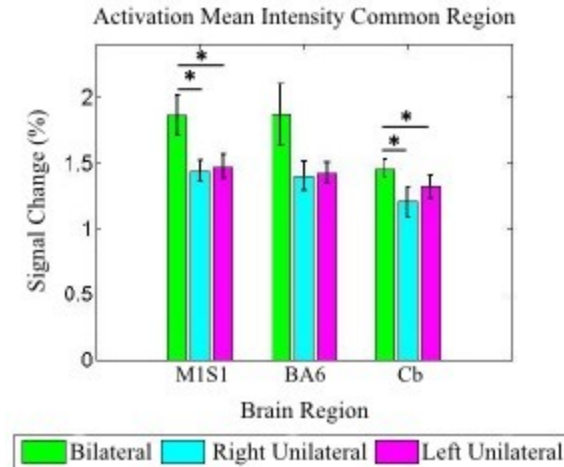 Activation Mean Intensity Common Region
Signal Change (%)
2
1.5
1
0.5
0
* *
* *
M1S1 BA6 Cb
Brain Region
Bilateral Right Unilateral Left Unilateral